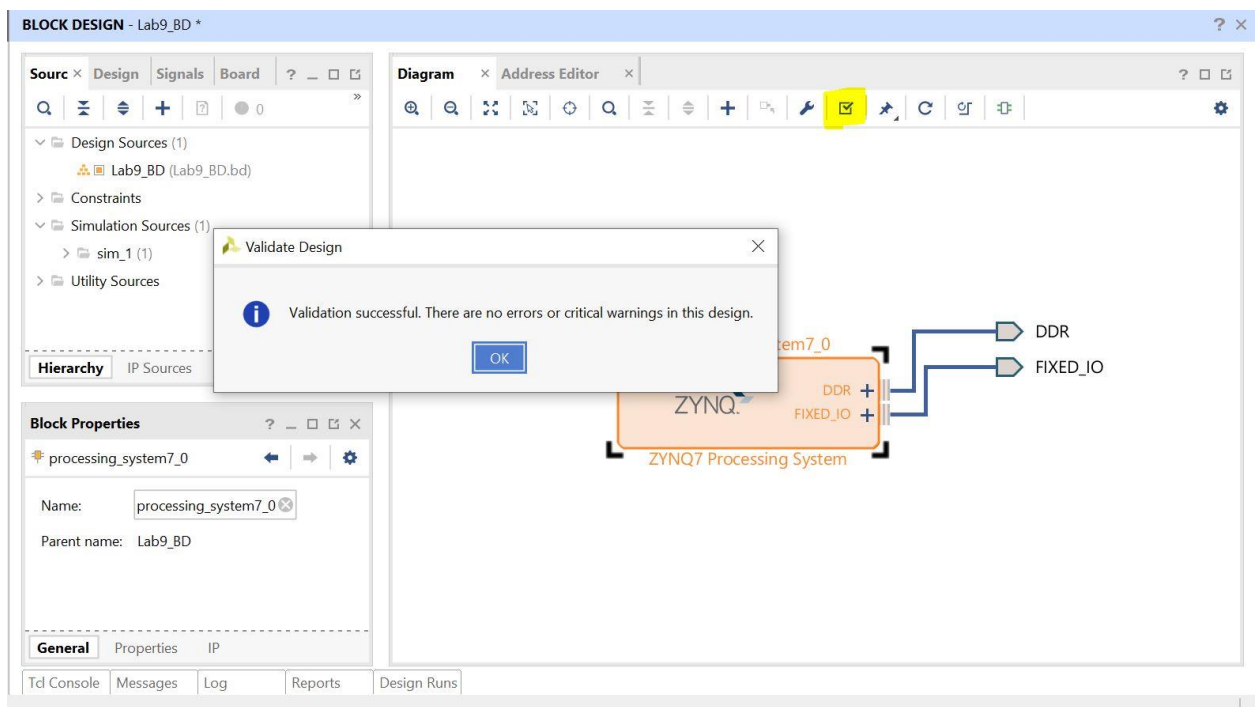 BLOCK DESIGN - Lab9_BD *
Sourc Design Signals Board
0
Design Sources (1)
Lab9_BD (Lab9_BD.bd)
Constraints
Simulation Sources (1)
sim_1 (1)
Utility Sources
Hierarchy IP Sources
Block Properties
processing_system7_0
Name: processing_system7_0
Parent name: Lab9_BD
General Properties IP
Diagram Address Editor
Validate Design
Validation successful. There are no errors or critical warnings in this design.
OK
tem7_0
ZYNQ.
DDR
FIXED_IO
ZYNQ7 Processing System
DDR
FIXED_IO
Tcl Console Messages Log Reports Design Runs